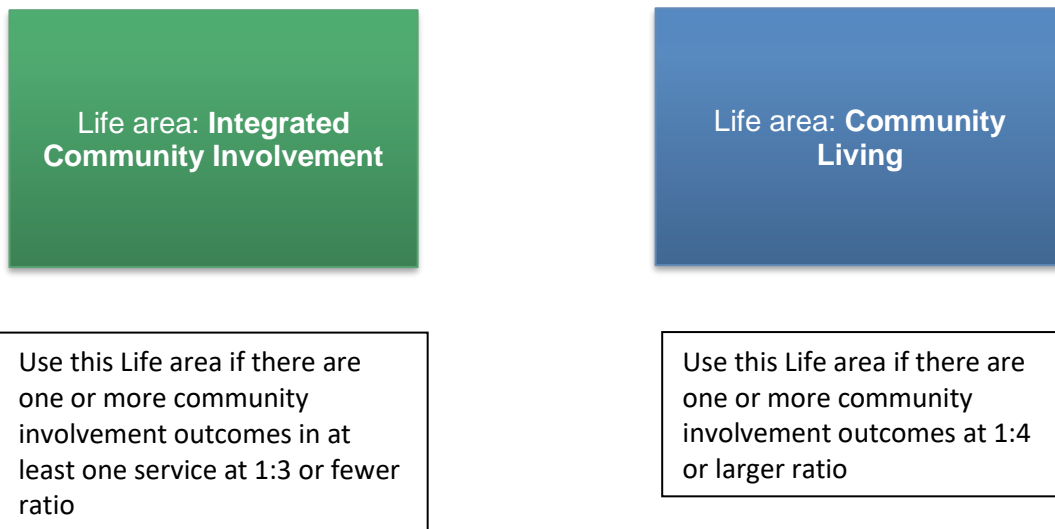 Life area: Integrated
Community Involvement
Life area: Community
Living
Use this Life area if there are
one or more community
involvement outcomes in at
least one service at 1:3 or fewer
ratio
Use this Life area if there are
one or more community
involvement outcomes at 1:4
or larger ratio